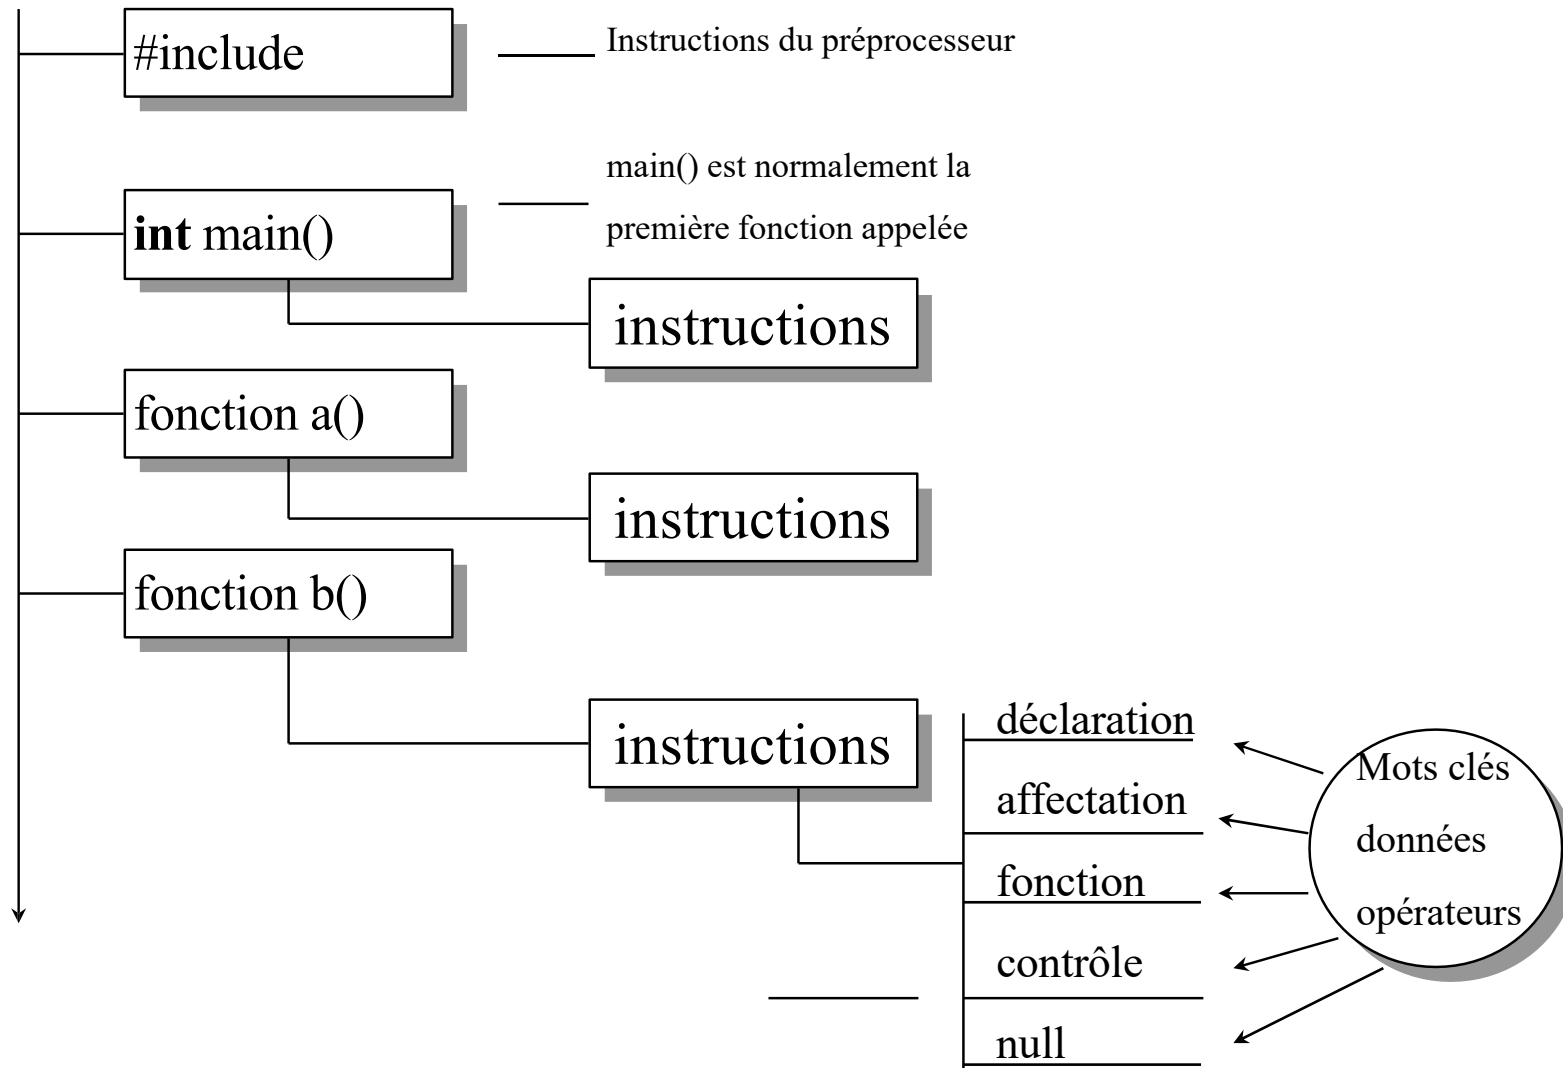 #include
Instructions du préprocesseur
main() est normalement la
première fonction appelée
int main()
instructions
fonction a()
instructions
fonction b()
instructions
déclaration
affectation
fonction
contrôle
null
Mots clés
données
opérateurs